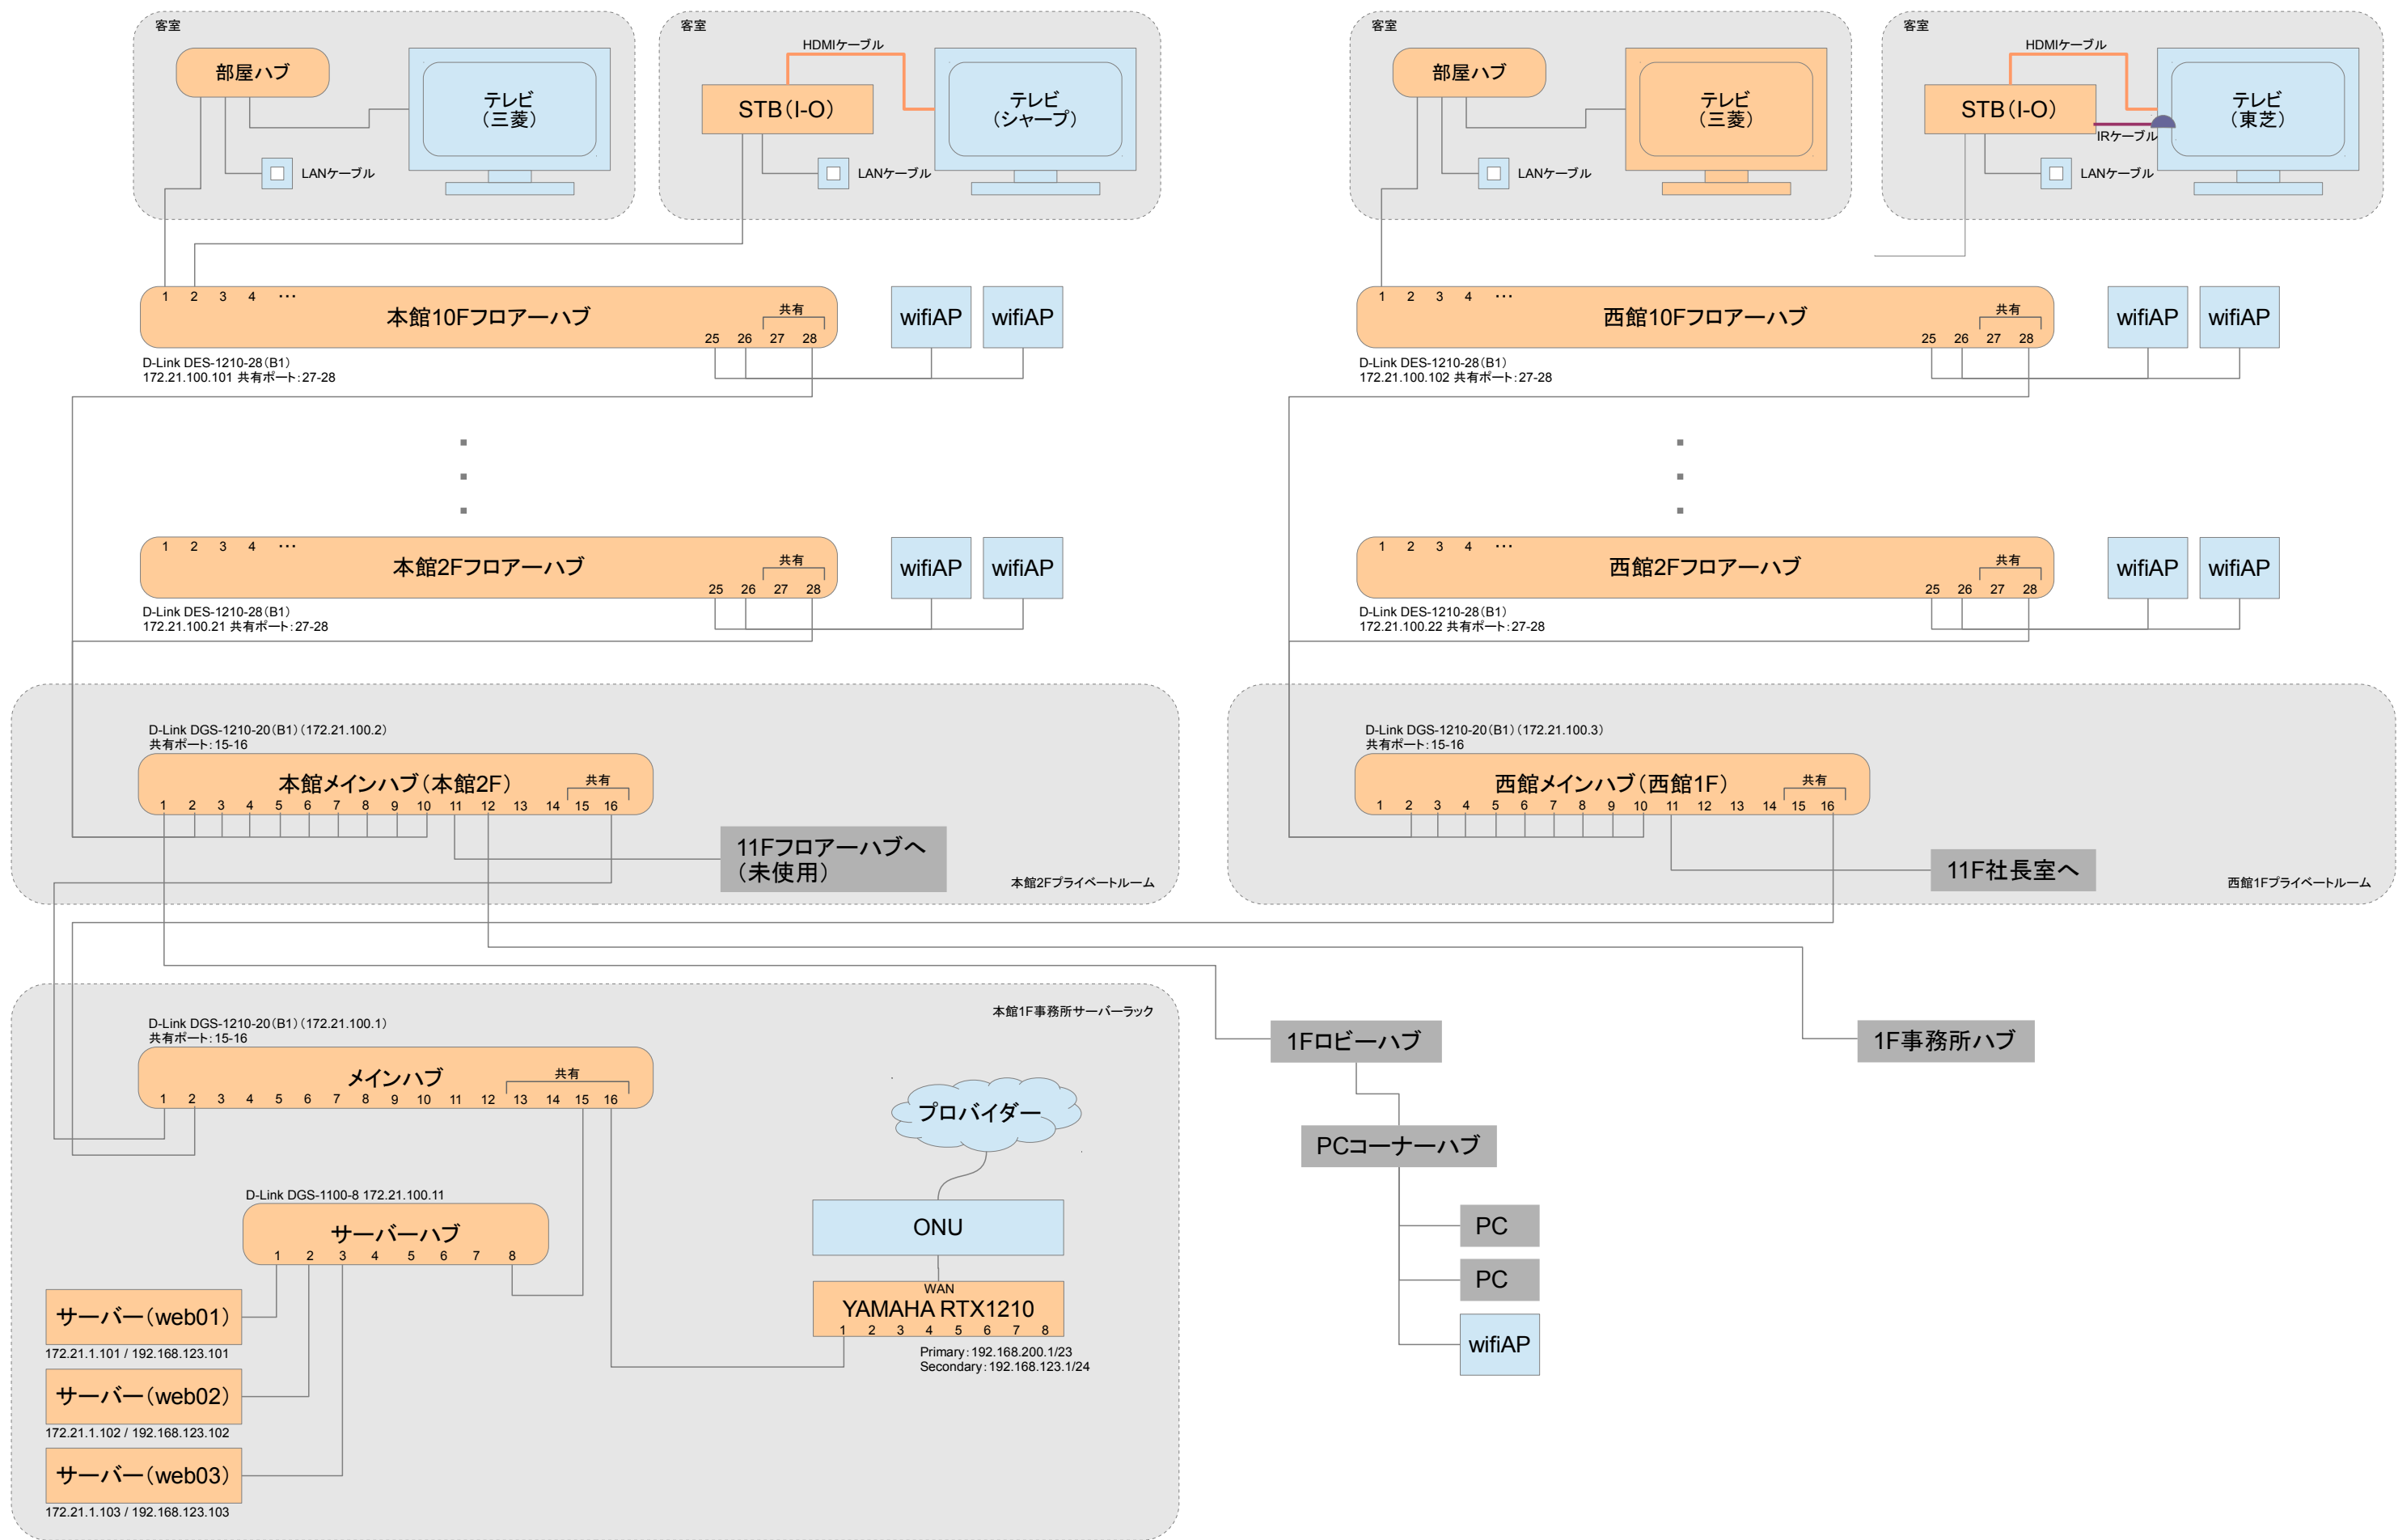 客室
部屋ハブ
テレビ
（三菱）
LANケーブル
客室
HDMIケーブル
STB（I-O）
テレビ
（シャープ）
LANケーブル
客室
部屋ハブ
テレビ
（三菱）
LANケーブル
客室
HDMIケーブル
STB（I-O）
IRケーブル
テレビ
（東芝）
LANケーブル
1 2 3 4 …
本館10Fフロアーハブ
共有
25 26 27 28
wifiAP
wifiAP
D-Link DES-1210-28（B1）
172.21.100.101 共有ポート：27-28
1 2 3 4 …
西館10Fフロアーハブ
共有
25 26 27 28
wifiAP
wifiAP
D-Link DES-1210-28（B1）
172.21.100.102 共有ポート：27-28
1 2 3 4 …
本館2Fフロアーハブ
共有
25 26 27 28
wifiAP
wifiAP
D-Link DES-1210-28（B1）
172.21.100.21 共有ポート：27-28
1 2 3 4 …
西館2Fフロアーハブ
共有
25 26 27 28
wifiAP
wifiAP
D-Link DES-1210-28（B1）
172.21.100.22 共有ポート：27-28
D-Link DGS-1210-20（B1）（172.21.100.2）
共有ポート：15-16
本館メインハブ（本館2F）
共有
1 2 3 4 5 6 7 8 9 10 11 12 13 14 15 16
11Fフロアーハブへ
（未使用）
本館2Fプライベートルーム
D-Link DGS-1210-20（B1）（172.21.100.3）
共有ポート：15-16
西館メインハブ（西館1F）
共有
1 2 3 4 5 6 7 8 9 10 11 12 13 14 15 16
11F社長室へ
西館1Fプライベートルーム
本館1F事務所サーバーラック
D-Link DGS-1210-20（B1）（172.21.100.1）
共有ポート：15-16
メインハブ
共有
1 2 3 4 5 6 7 8 9 10 11 12 13 14 15 16
プロバイダー
D-Link DGS-1100-8 172.21.100.11
サーバーハブ
1 2 3 4 5 6 7 8
ONU
WAN
YAMAHA RTX1210
1 2 3 4 5 6 7 8
Primary：192.168.200.1/23
Secondary：192.168.123.1/24
サーバー（web01）
172.21.1.101 / 192.168.123.101
サーバー（web02）
172.21.1.102 / 192.168.123.102
サーバー（web03）
172.21.1.103 / 192.168.123.103
1Fロビーハブ
1F事務所ハブ
PCコーナーハブ
PC
PC
wifiAP